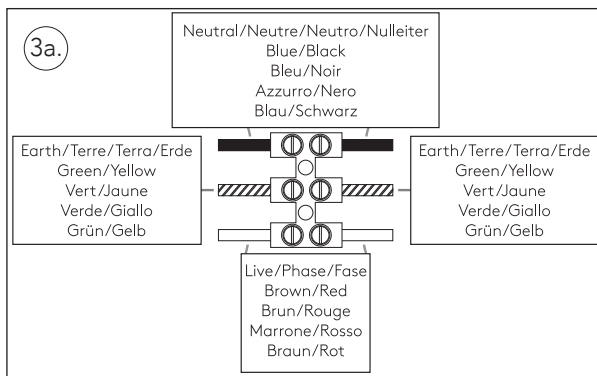 3a.
Neutral/Neutre/Neutro/Nulleiter
Blue/Black
Bleu/Noir
Azzurro/Nero
Blau/Schwarz
Earth/Terre/Terra/Erde
Green/Yellow
Vert/Jaune
Verde/Giallo
Grün/Gelb
Earth/Terre/Terra/Erde
Green/Yellow
Vert/Jaune
Verde/Giallo
Grün/Gelb
Live/Phase/Fase
Brown/Red
Brun/Rouge
Marrone/Rosso
Braun/Rot